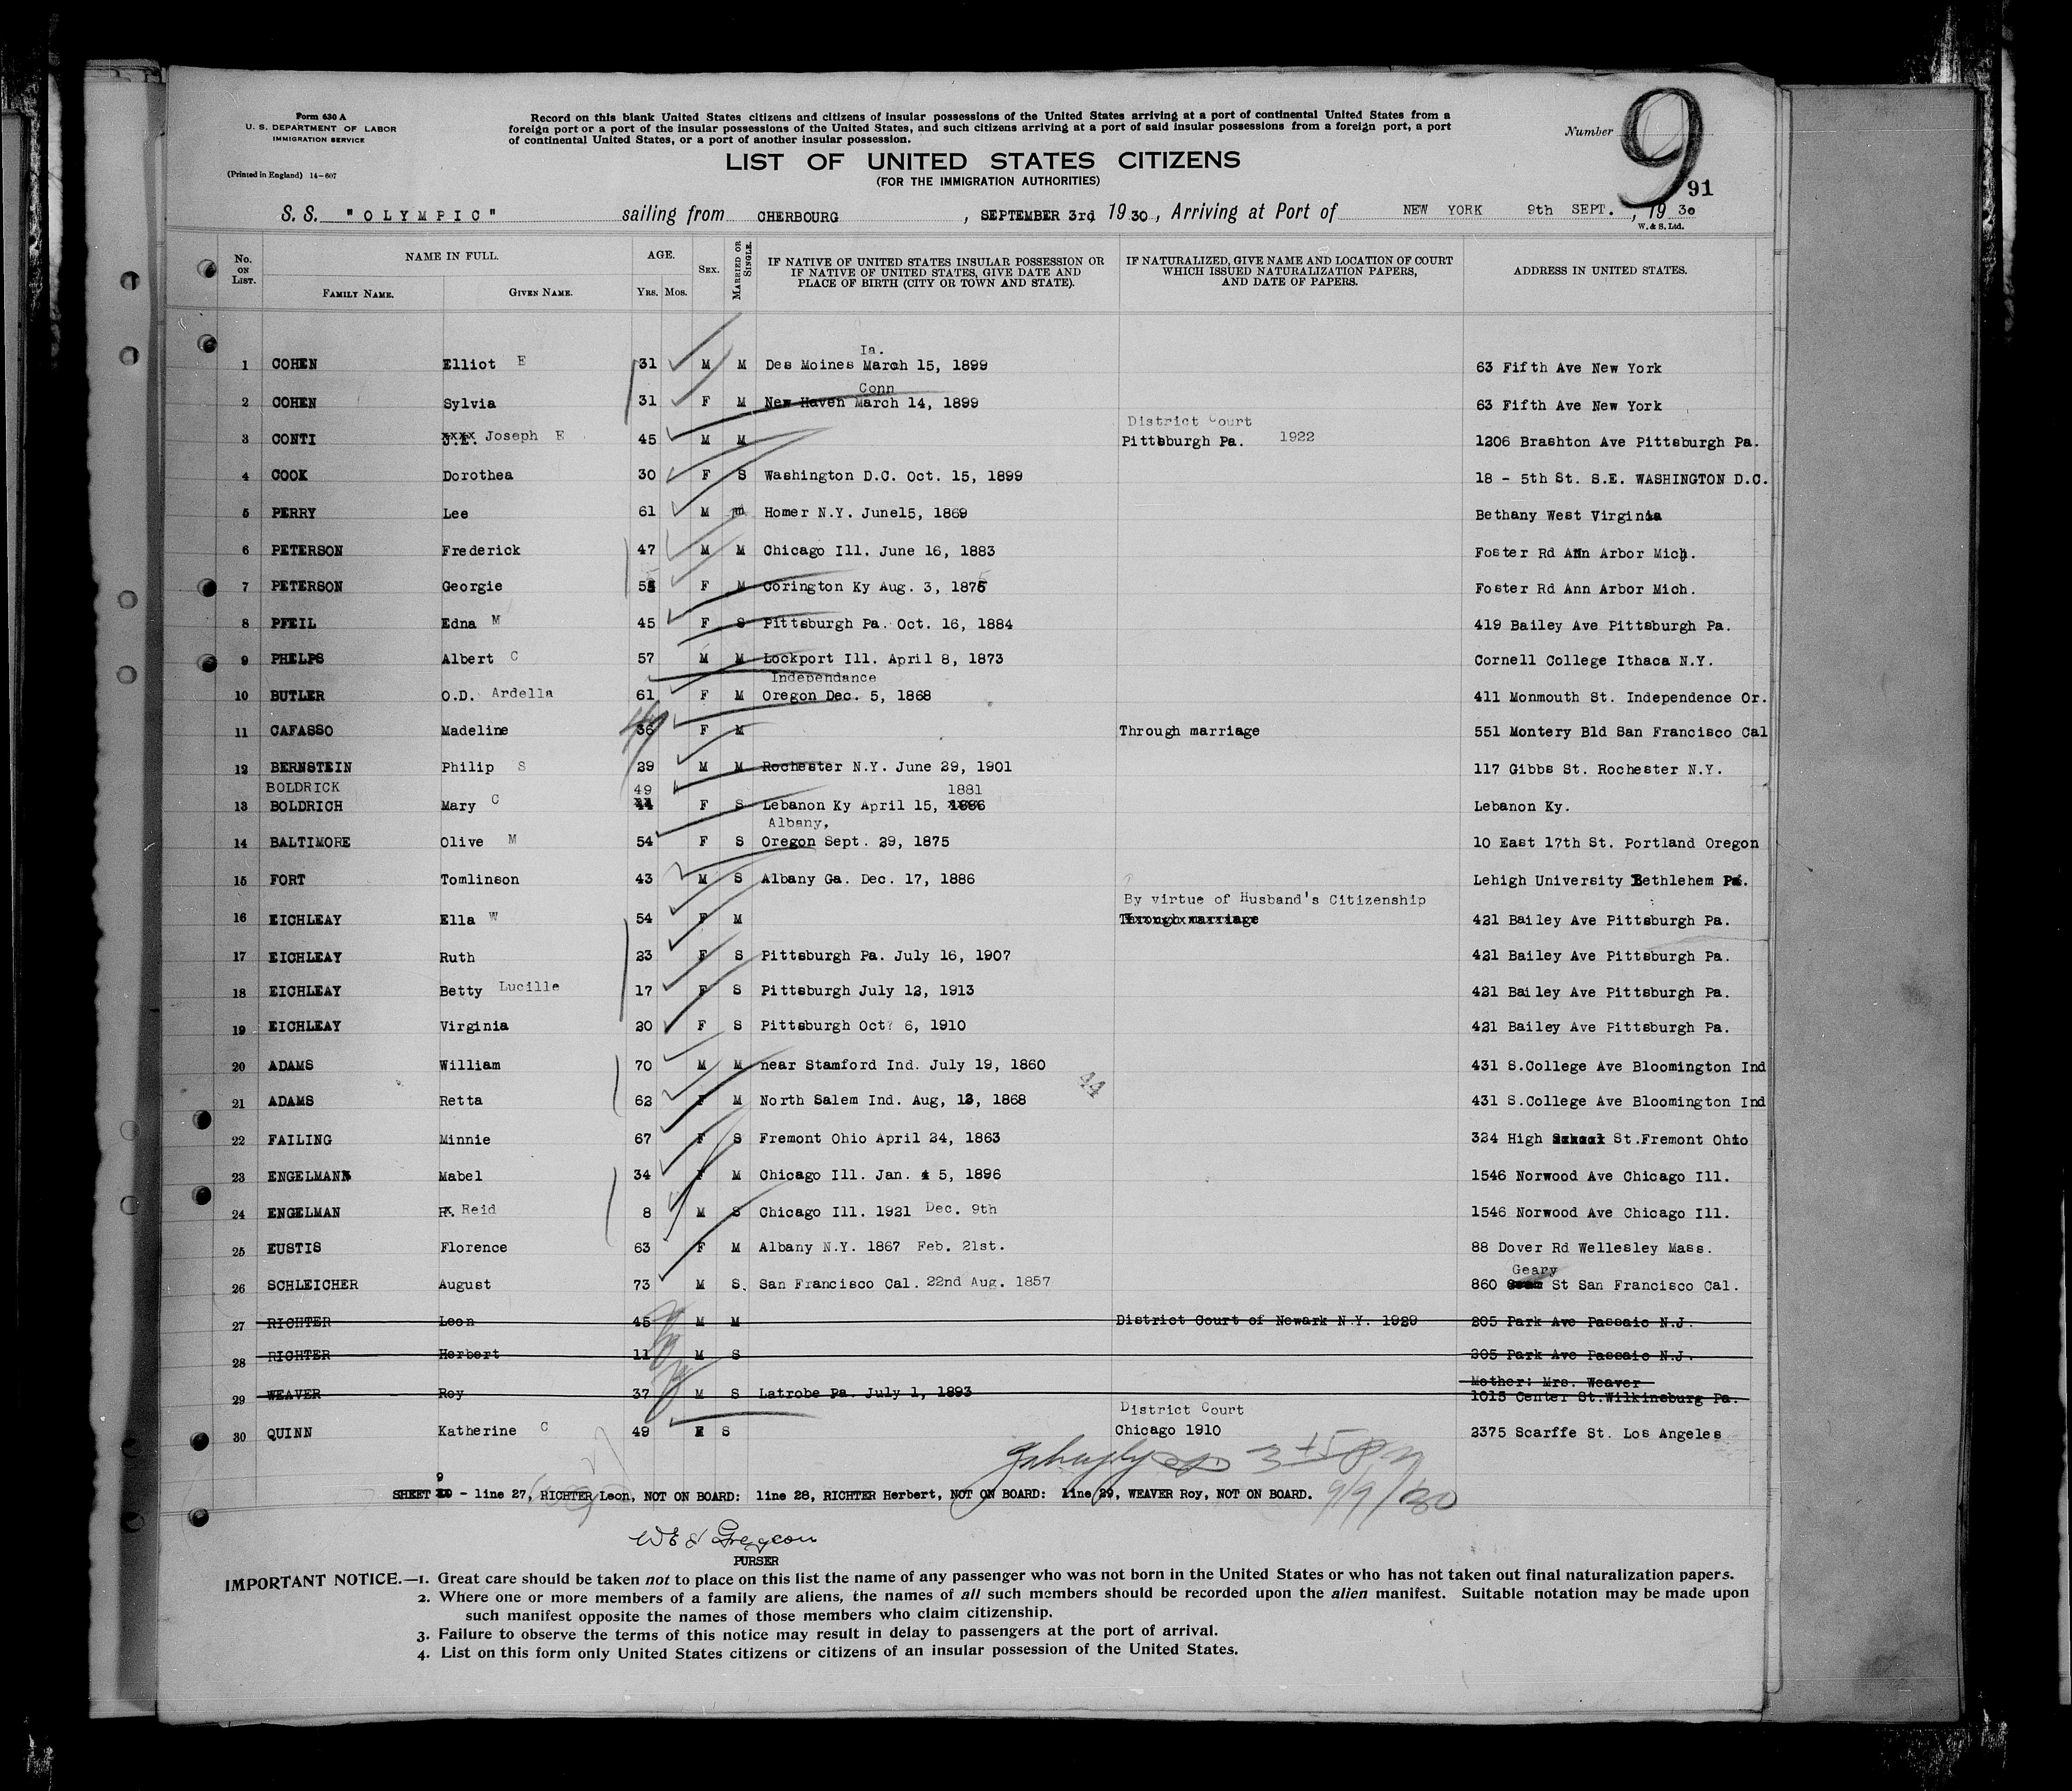 Form 630 A
U. S. DEPARTMENT OF LABOR
IMMIGRATION SERVICE
(Printed in England) 14-607
Record on this blank United States citizens and citizens of insular possessions of the United States arriving at a port of continental United States from a
foreign port or a port of the insular possessions of the United States, and such citizens arriving at a port of said insular possessions from a foreign port, a port
of continental United States, or a port of another insular possession.
Number 9
91
LIST OF UNITED STATES CITIZENS
(FOR THE IMMIGRATION AUTHORITIES)
S. S. "OLYMPIC" sailing from CHERBOURG, SEPTEMBER 3rd 1930, Arriving at Port of NEW YORK 9th SEPT., 1930
W. & S. Ltd.
No. ON LIST. NAME IN FULL. FAMILY NAME. GIVEN NAME. AGE. YRS. MOS. SEX. MARRIED OR SINGLE. IF NATIVE OF UNITED STATES INSULAR POSSESSION OR IF NATIVE OF UNITED STATES, GIVE DATE AND PLACE OF BIRTH (CITY OR TOWN AND STATE). IF NATURALIZED, GIVE NAME AND LOCATION OF COURT WHICH ISSUED NATURALIZATION PAPERS, AND DATE OF PAPERS. ADDRESS IN UNITED STATES.
Ia.
1 COHEN Elliot E 31 M M Des Moines March 15, 1899 63 Fifth Ave New York
Conn
2 COHEN Sylvia 31 F M New Haven March 14, 1899 63 Fifth Ave New York
District Court
3 CONTI J.E. Joseph E 45 M M Pittsburgh Pa. 1922 1206 Brashton Ave Pittsburgh Pa.
4 COOK Dorothea 30 F S Washington D.C. Oct. 15, 1899 18 - 5th St. S.E. WASHINGTON D.C.
5 PERRY Lee 61 M m Homer N.Y. June15, 1869 Bethany West Virginia
6 PETERSON Frederick 47 M M Chicago Ill. June 16, 1883 Foster Rd Ann Arbor Mich.
7 PETERSON Georgie 55 F M Corington Ky Aug. 3, 1875 Foster Rd Ann Arbor Mich.
8 PFEIL Edna M 45 F S Pittsburgh Pa. Oct. 16, 1884 419 Bailey Ave Pittsburgh Pa.
9 PHELPS Albert C 57 M M Lockport Ill. April 8, 1873 Cornell College Ithaca N.Y.
Independance
10 BUTLER O.D. Ardella 61 F M Oregon Dec. 5, 1868 411 Monmouth St. Independence Or.
11 CAFASSO Madeline 36 F M Through marriage 551 Montery Bld San Francisco Cal
12 BERNSTEIN Philip S 29 M M Rochester N.Y. June 29, 1901 117 Gibbs St. Rochester N.Y.
BOLDRICK 49 1881
13 BOLDRICH Mary C 44 F S Lebanon Ky April 15, 1886 Lebanon Ky.
Albany,
14 BALTIMORE Olive M 54 F S Oregon Sept. 29, 1875 10 East 17th St. Portland Oregon
15 FORT Tomlinson 43 M S Albany Ga. Dec. 17, 1886 Lehigh University Bethlehem Pa.
By virtue of Husband's Citizenship
16 EICHLEAY Ella W 54 F M Through marriage 421 Bailey Ave Pittsburgh Pa.
17 EICHLEAY Ruth 23 F S Pittsburgh Pa. July 16, 1907 421 Bailey Ave Pittsburgh Pa.
18 EICHLEAY Betty Lucille 17 F S Pittsburgh July 12, 1913 421 Bailey Ave Pittsburgh Pa.
19 EICHLEAY Virginia 20 F S Pittsburgh Oct? 6, 1910 421 Bailey Ave Pittsburgh Pa.
20 ADAMS William 70 M M near Stamford Ind. July 19, 1860 431 S.College Ave Bloomington Ind
44
21 ADAMS Retta 62 F M North Salem Ind. Aug, 12, 1868 431 S.College Ave Bloomington Ind
22 FAILING Minnie 67 F S Fremont Ohio April 24, 1863 324 High School St.Fremont Ohio
23 ENGELMANN Mabel 34 F M Chicago Ill. Jan. 5, 1896 1546 Norwood Ave Chicago Ill.
24 ENGELMAN R. Reid 8 M S Chicago Ill. 1921 Dec. 9th 1546 Norwood Ave Chicago Ill.
25 EUSTIS Florence 63 F M Albany N.Y. 1867 Feb. 21st. 88 Dover Rd Wellesley Mass.
Geary
26 SCHLEICHER August 73 M S. San Francisco Cal. 22nd Aug. 1857 860 St San Francisco Cal.
27 RICHTER Leon 45 M M District Court of Newark N.Y. 1929 205 Park Ave Passaic N.J.
28 RICHTER Herbert 11 M S 205 Park Ave Passaic N.J.
Mother: Mrs. Weaver
29 WEAVER Roy 37 M S Latrobe Pa. July 1, 1893 1015 Center St.Wilkinsburg Pa.
District Court
30 QUINN Katherine C 49 F S Chicago 1910 2375 Scarffe St. Los Angeles
9
SHEET - line 27, RICHTER Leon, NOT ON BOARD: line 28, RICHTER Herbert, NOT ON BOARD: line 29, WEAVER Roy, NOT ON BOARD.
9/9/30
PURSER
IMPORTANT NOTICE.—1. Great care should be taken not to place on this list the name of any passenger who was not born in the United States or who has not taken out final naturalization papers.
2. Where one or more members of a family are aliens, the names of all such members should be recorded upon the alien manifest. Suitable notation may be made upon
such manifest opposite the names of those members who claim citizenship.
3. Failure to observe the terms of this notice may result in delay to passengers at the port of arrival.
4. List on this form only United States citizens or citizens of an insular possession of the United States.